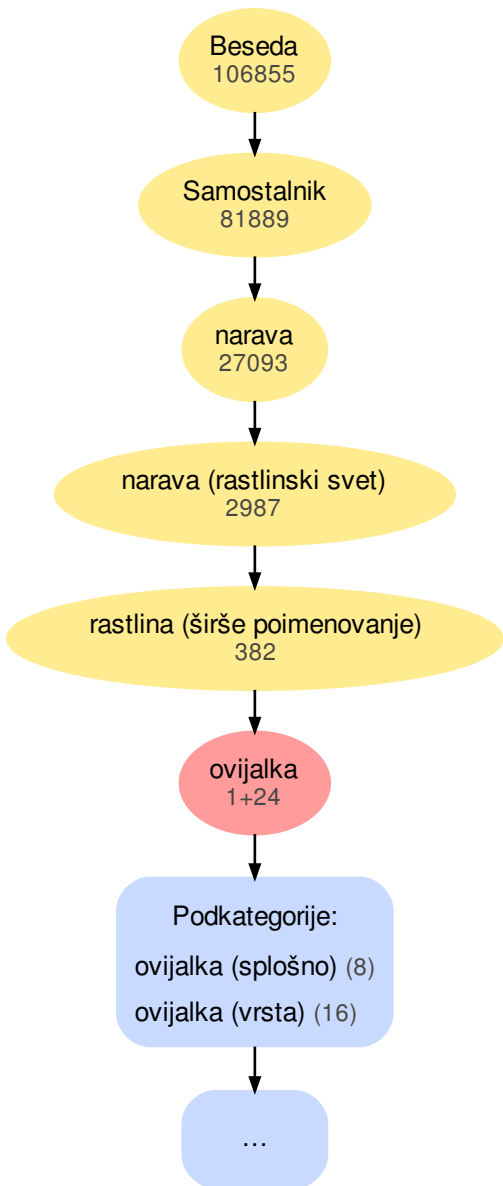 Beseda
106855
Samostalnik
81889
narava
27093
narava (rastlinski svet)
2987
rastlina (širše poimenovanje)
382
ovijalka
1+24
Podkategorije:
ovijalka (splošno) (8)
ovijalka (vrsta) (16)
...